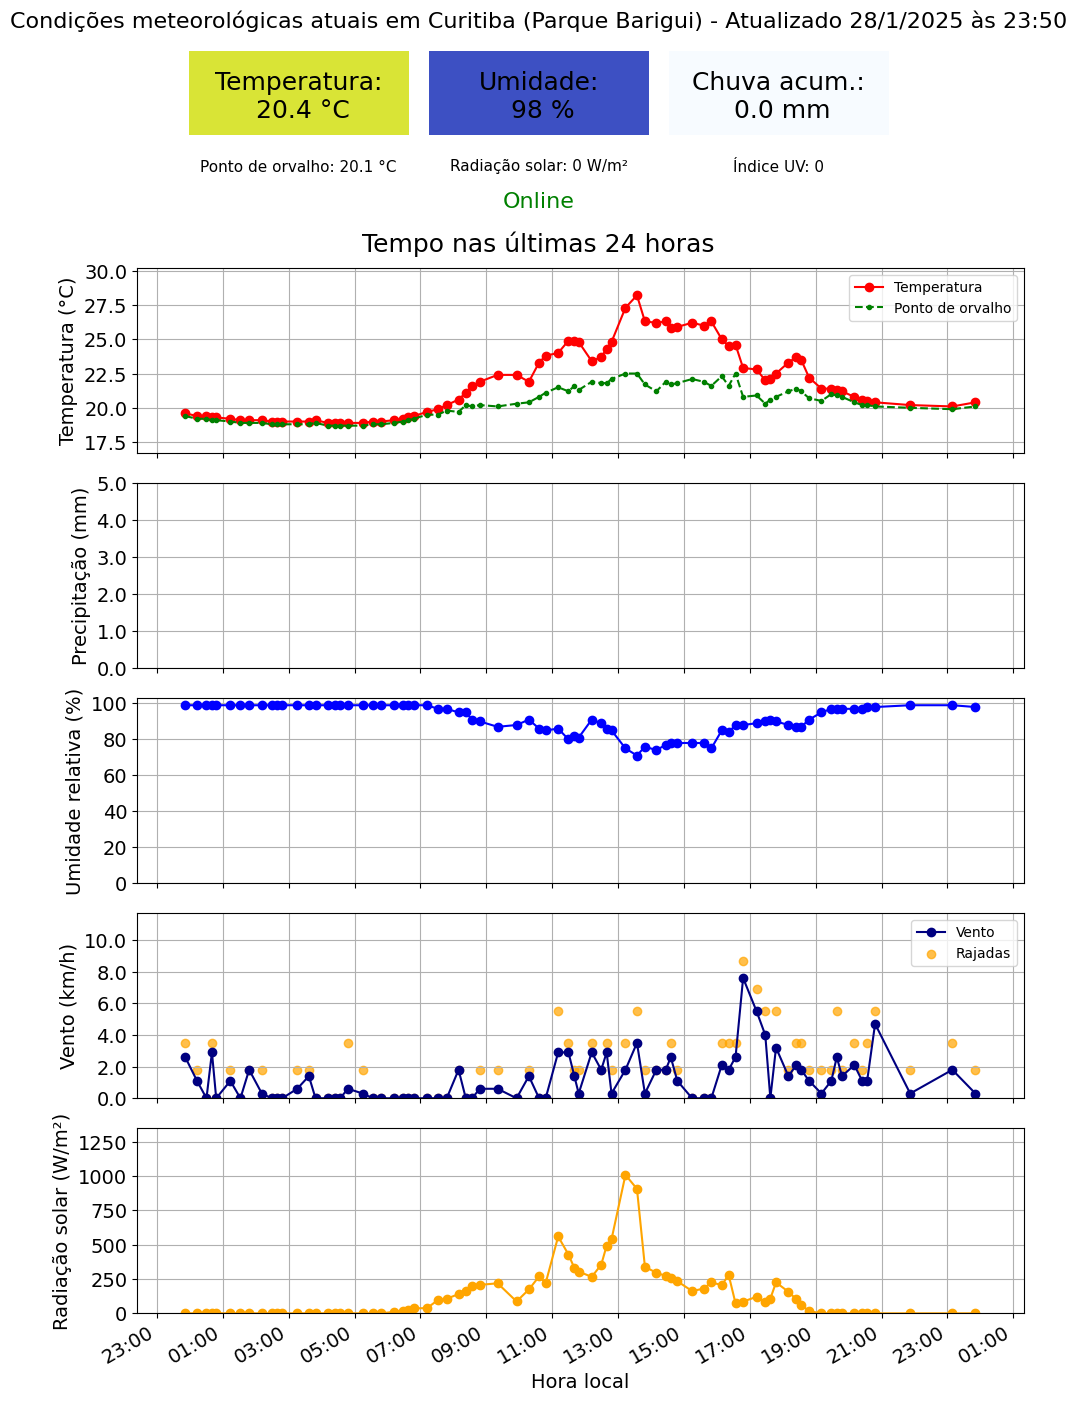 Condições meteorológicas atuais em Curitiba (Parque Barigui) - Atualizado 28/1/2025 às 23:50
Temperatura:
20.4 °C
Umidade:
98 %
Chuva acum.:
0.0 mm
Ponto de orvalho: 20.1 °C
Radiação solar: 0 W/m²
Índice UV: 0
Online
Tempo nas últimas 24 horas
Temperatura (°C)
30.0
27.5
25.0
22.5
20.0
17.5
Temperatura
Ponto de orvalho
Precipitação (mm)
5.0
4.0
3.0
2.0
1.0
0.0
Umidade relativa (%)
100
80
60
40
20
0
Vento (km/h)
10.0
8.0
6.0
4.0
2.0
0.0
Vento
Rajadas
Radiação solar (W/m²)
1250
1000
750
500
250
0
23:00
01:00
03:00
05:00
07:00
09:00
11:00
13:00
15:00
17:00
19:00
21:00
23:00
01:00
Hora local